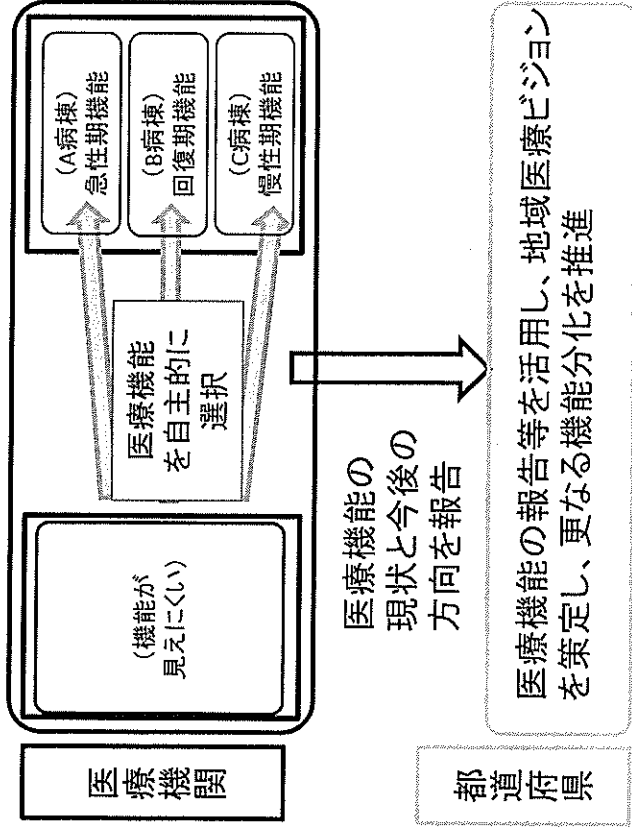 医療機関
(機能が
見えにくい)
医療機能
を自主的に
選択
(A病棟)
急性期機能
(B病棟)
回復期機能
(C病棟)
慢性期機能
医療機能の
現状と今後の
方向を報告
都道府県
医療機能の報告等を活用し、地域医療ビジョン
を策定し、更なる機能分化を推進